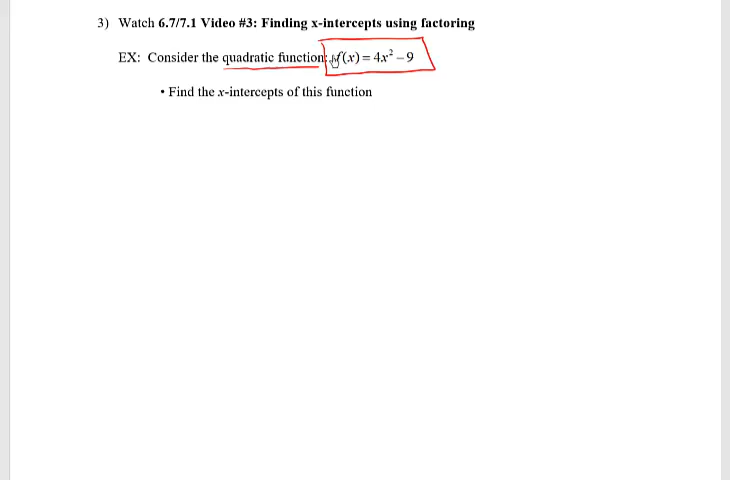 3) Watch 6.7/7.1 Video #3: Finding x-intercepts using factoring
EX: Consider the quadratic function: f(x) = 4x² – 9
• Find the x-intercepts of this function